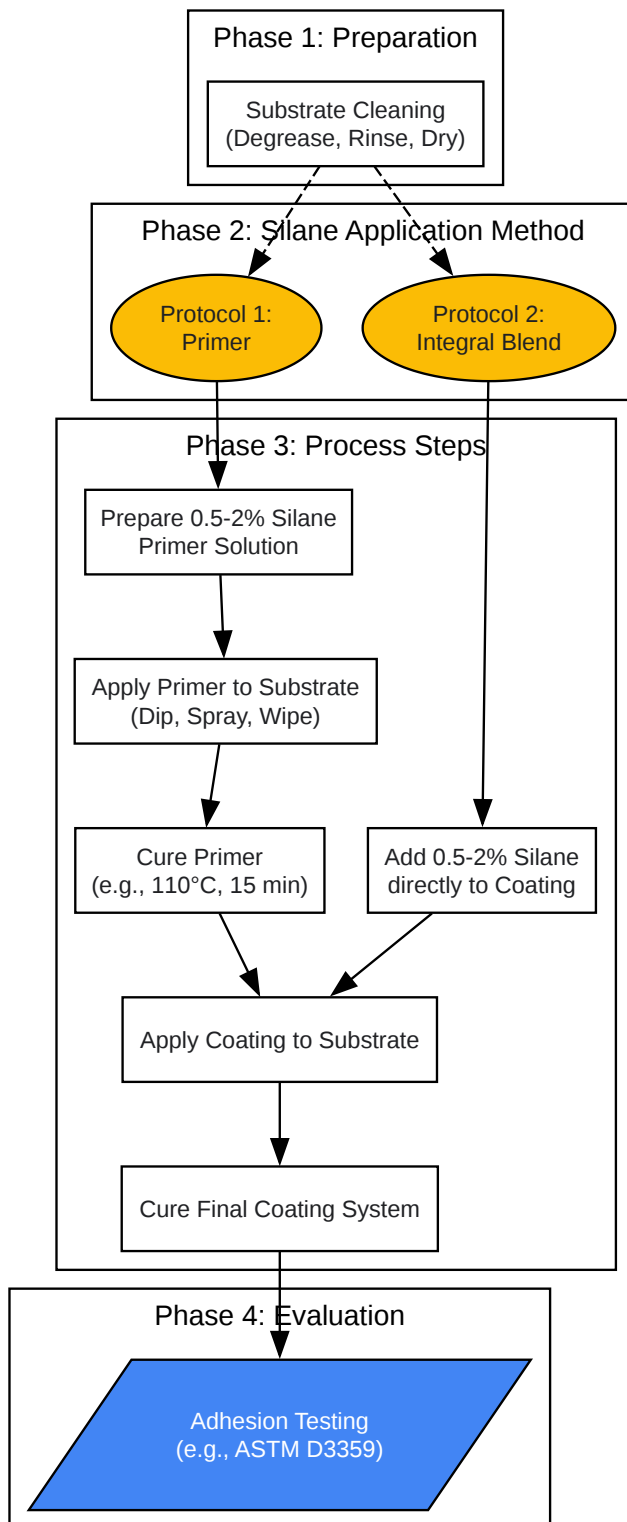 Phase 1: Preparation
Substrate Cleaning
(Degrease, Rinse, Dry)
Phase 2: Silane Application Method
Protocol 1:
Primer
Protocol 2:
Integral Blend
Phase 3: Process Steps
Prepare 0.5-2% Silane
Primer Solution
Apply Primer to Substrate
(Dip, Spray, Wipe)
Cure Primer
(e.g., 110°C, 15 min)
Add 0.5-2% Silane
directly to Coating
Apply Coating to Substrate
Cure Final Coating System
Phase 4: Evaluation
Adhesion Testing
(e.g., ASTM D3359)